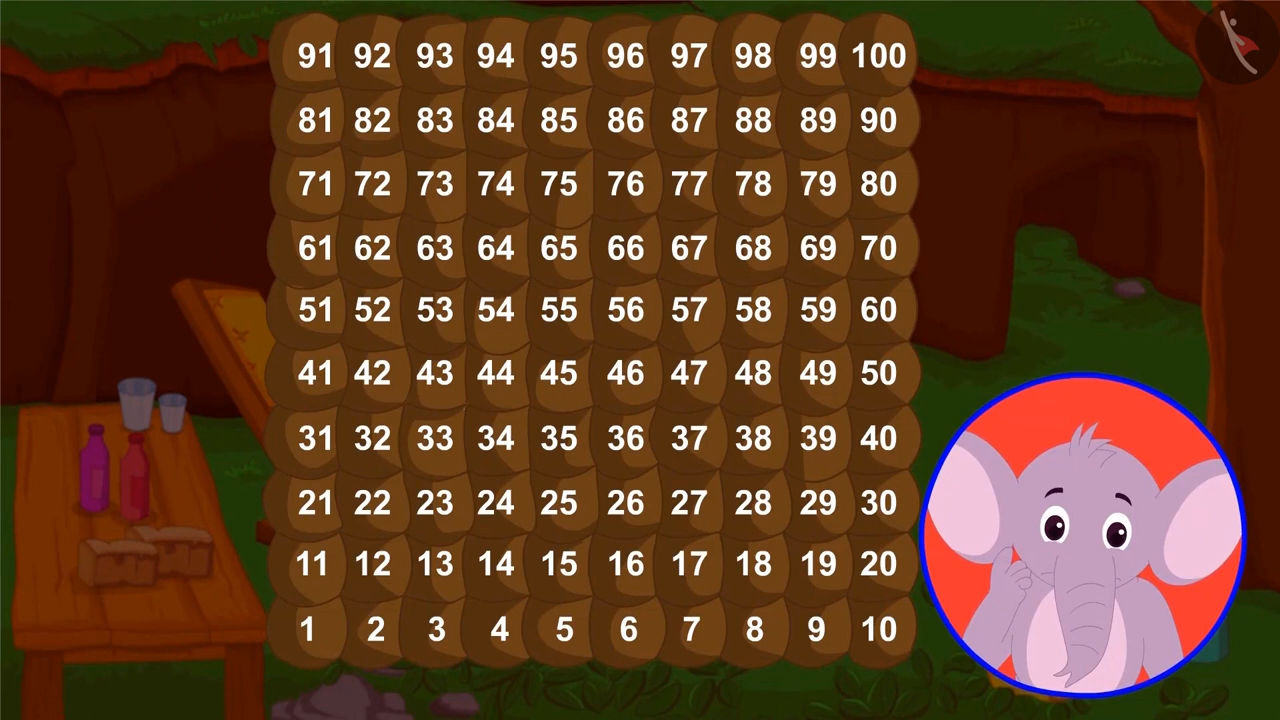 91 92 93 94 95 96 97 98 99 100
81 82 83 84 85 86 87 88 89 90
71 72 73 74 75 76 77 78 79 80
61 62 63 64 65 66 67 68 69 70
51 52 53 54 55 56 57 58 59 60
41 42 43 44 45 46 47 48 49 50
31 32 33 34 35 36 37 38 39 40
21 22 23 24 25 26 27 28 29 30
11 12 13 14 15 16 17 18 19 20
1 2 3 4 5 6 7 8 9 10